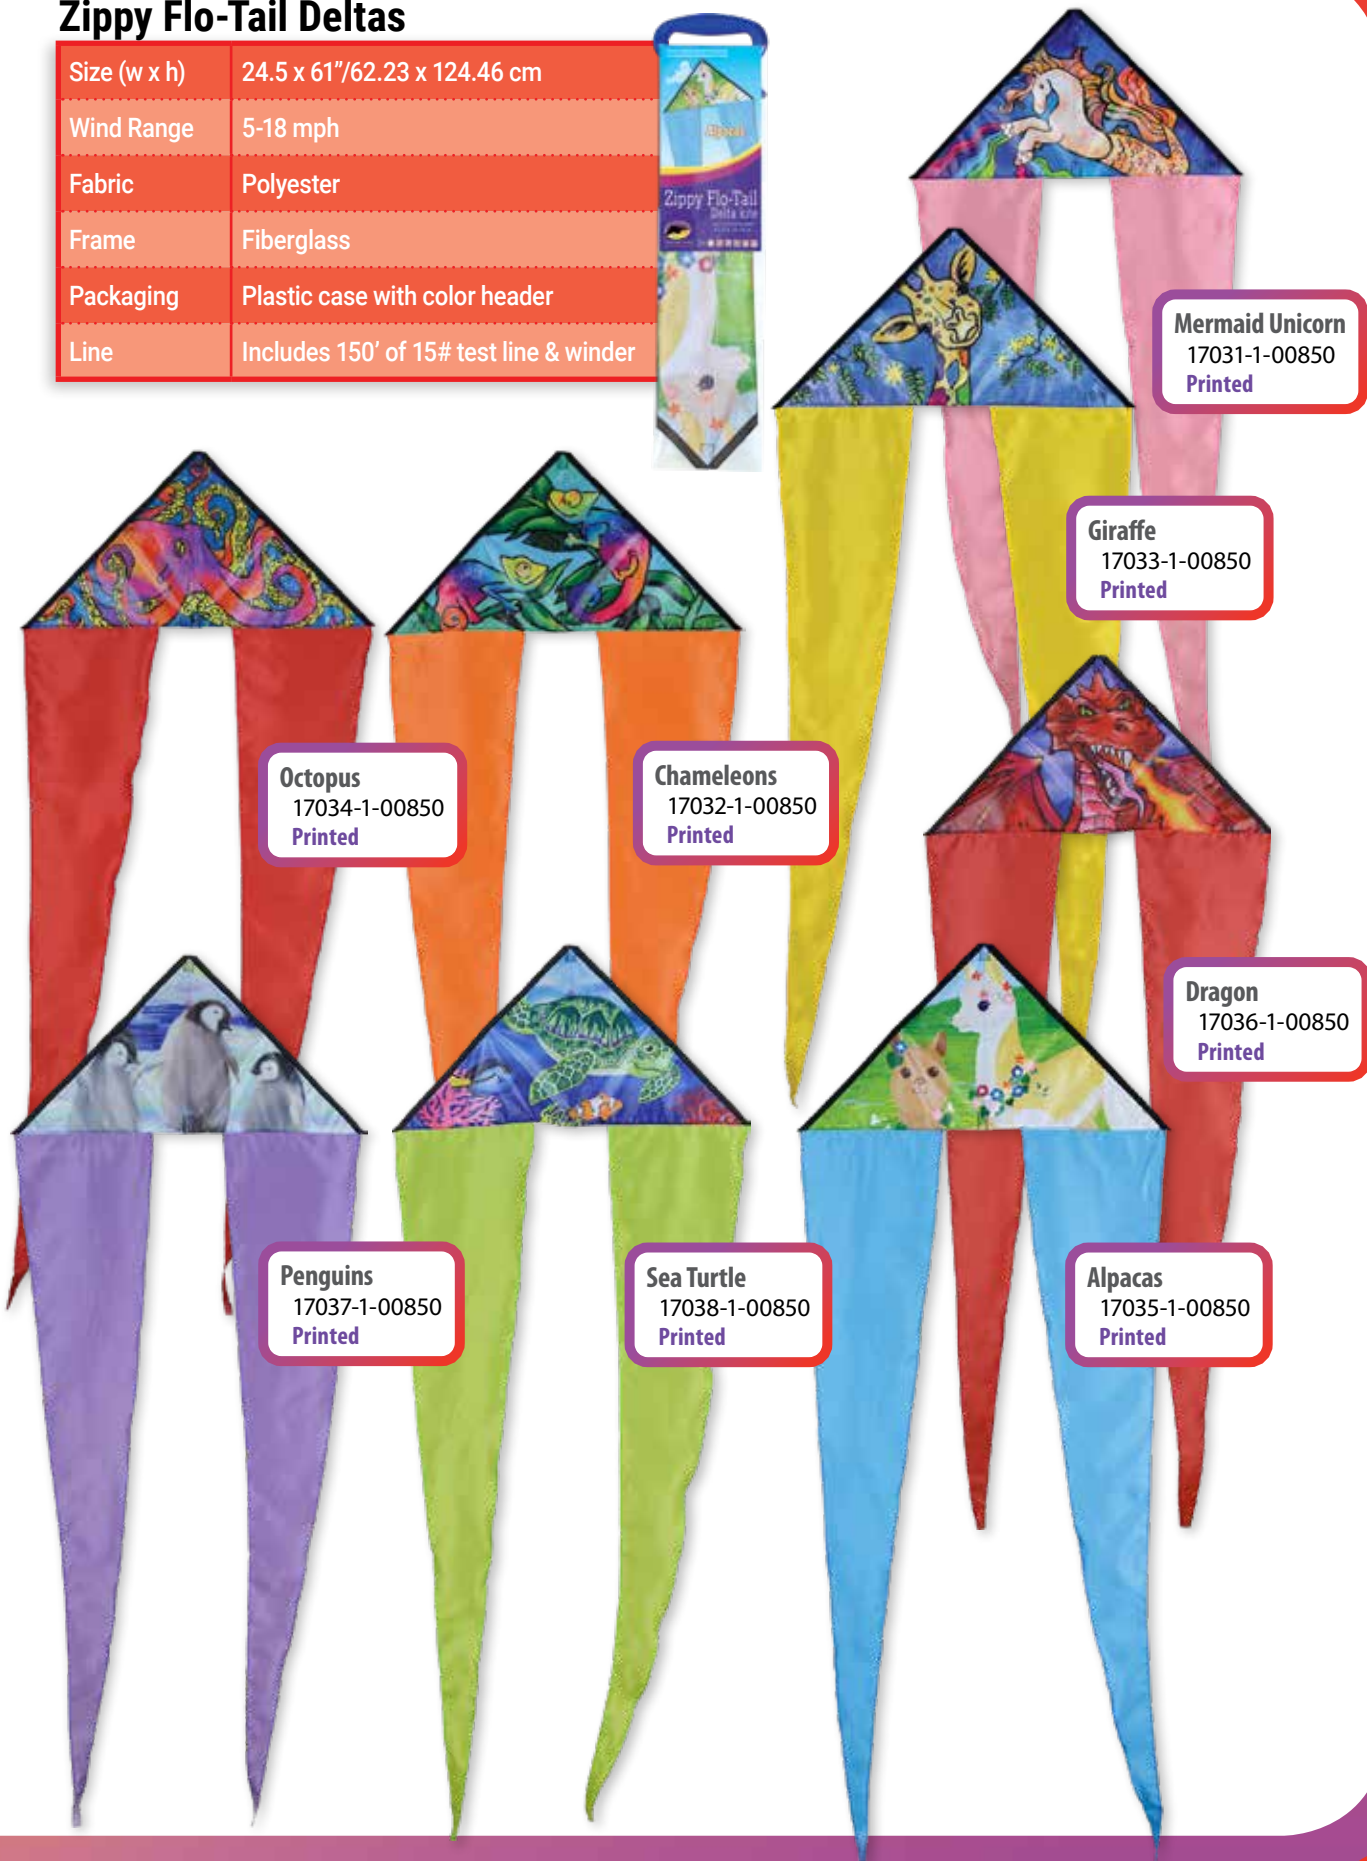 Zippy Flo-Tail Deltas
Size (w x h) 24.5 x 61”/62.23 x 124.46 cm
Wind Range 5-18 mph
Fabric Polyester
Frame Fiberglass
Packaging Plastic case with color header
Line Includes 150’ of 15# test line & winder
Alpacas
Zippy Flo-Tail
Delta Kite
Mermaid Unicorn
17031-1-00850
Printed
Giraffe
17033-1-00850
Printed
Octopus
17034-1-00850
Printed
Chameleons
17032-1-00850
Printed
Dragon
17036-1-00850
Printed
Penguins
17037-1-00850
Printed
Sea Turtle
17038-1-00850
Printed
Alpacas
17035-1-00850
Printed